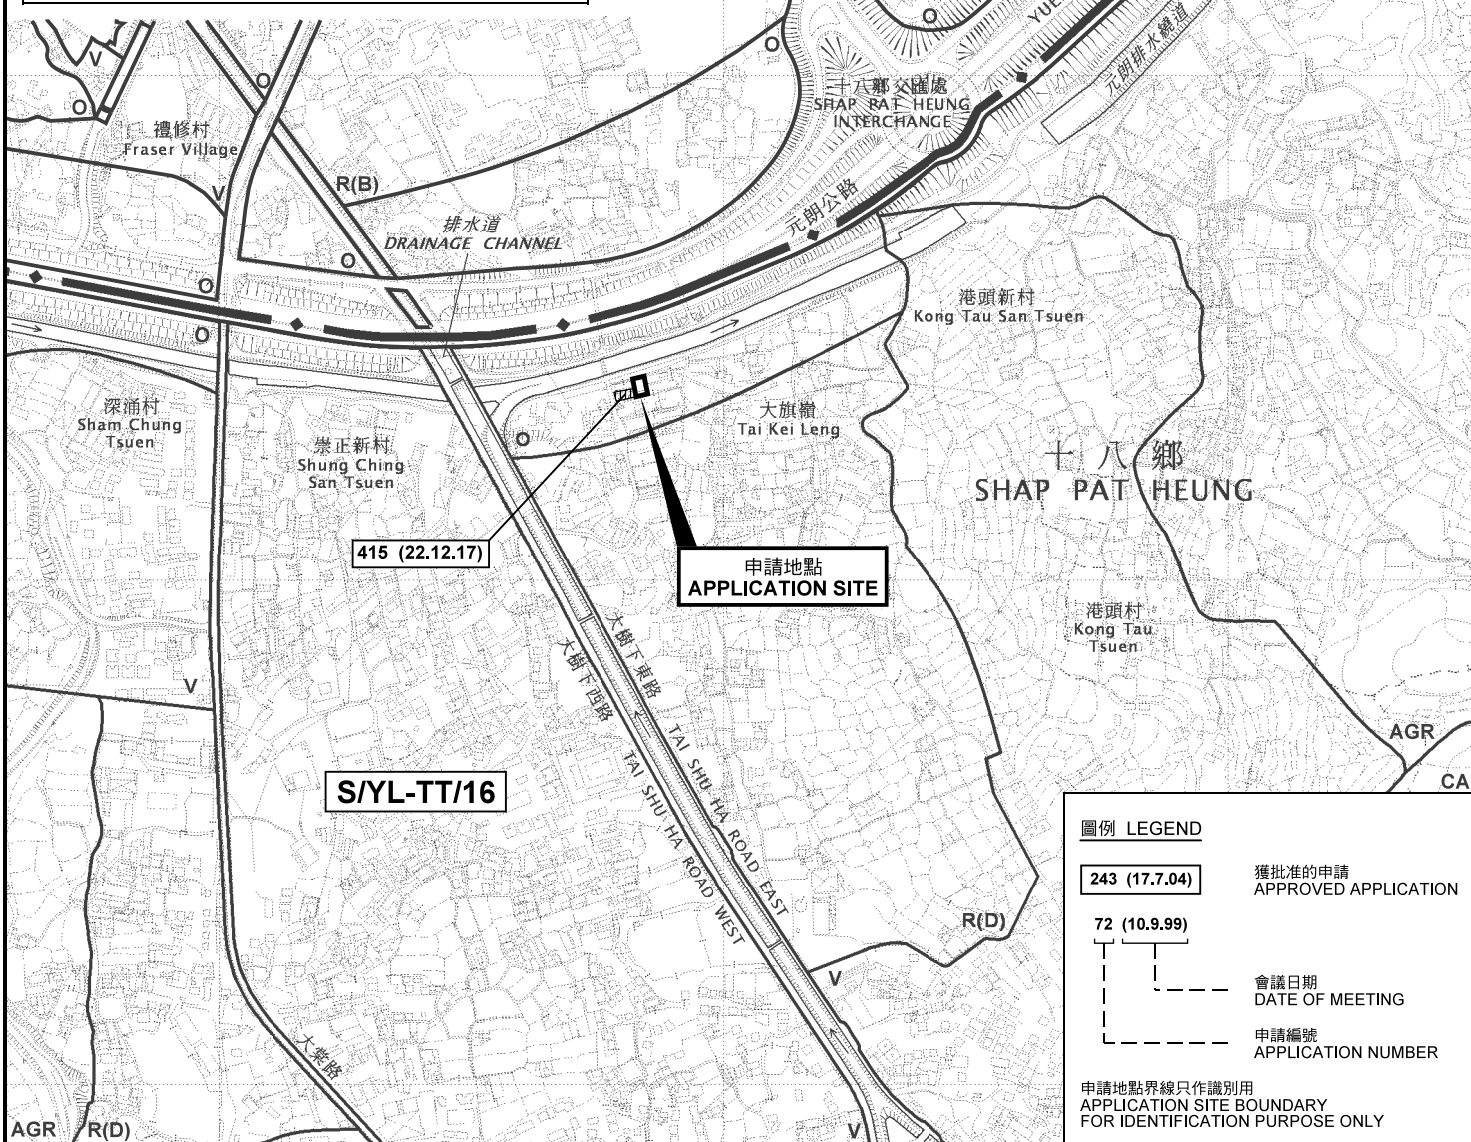 O
YUE
V
O
O
O
十八鄉交匯處
SHAP PAT HEUNG
INTERCHANGE
元朗排水繞道
O
禮修村
Fraser Village
V
R(B)
元朗公路
排水道
DRAINAGE CHANNEL
O
O
O
港頭新村
Kong Tau San Tsuen
深涌村
Sham Chung
Tsuen
崇正新村
Shung Ching
San Tsuen
O
大旗嶺
Tai Kei Leng
十八鄉
SHAP PAT HEUNG
415 (22.12.17)
申請地點
APPLICATION SITE
港頭村
Kong Tau
Tsuen
大樹下東路
大樹下西路
V
TAI SHU HA ROAD EAST
TAI SHU HA ROAD WEST
AGR
CA
S/YL-TT/16
R(D)
V
大棠路
AGR
R(D)
V
圖例 LEGEND
243 (17.7.04)
獲批准的申請
APPROVED APPLICATION
72 (10.9.99)
會議日期
DATE OF MEETING
申請編號
APPLICATION NUMBER
申請地點界線只作識別用
APPLICATION SITE BOUNDARY
FOR IDENTIFICATION PURPOSE ONLY